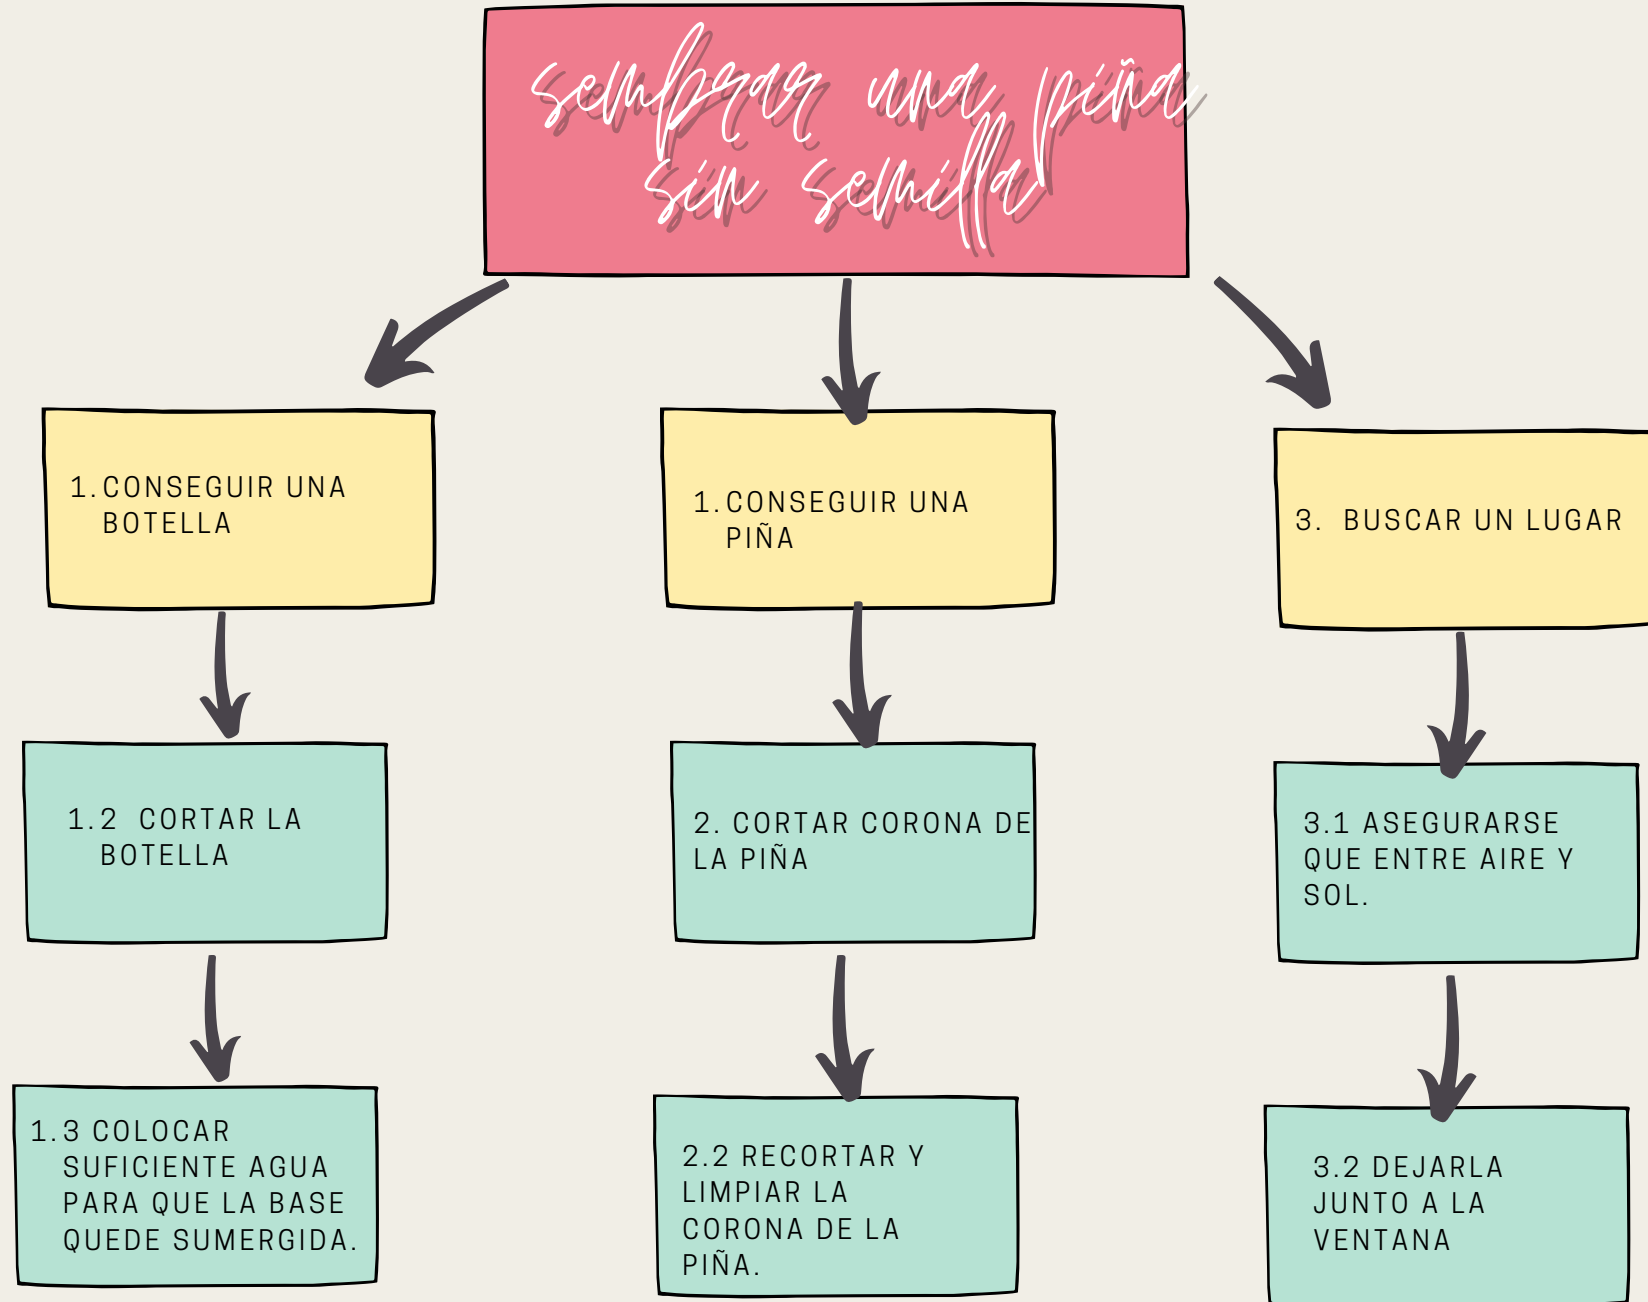 sembrar una piña
sin semilla
1. CONSEGUIR UNA
BOTELLA
1. CONSEGUIR UNA
PIÑA
3. BUSCAR UN LUGAR
1.2 CORTAR LA
BOTELLA
2. CORTAR CORONA DE
LA PIÑA
3.1 ASEGURARSE
QUE ENTRE AIRE Y
SOL.
1.3 COLOCAR
SUFICIENTE AGUA
PARA QUE LA BASE
QUEDE SUMERGIDA.
2.2 RECORTAR Y
LIMPIAR LA
CORONA DE LA
PIÑA.
3.2 DEJARLA
JUNTO A LA
VENTANA